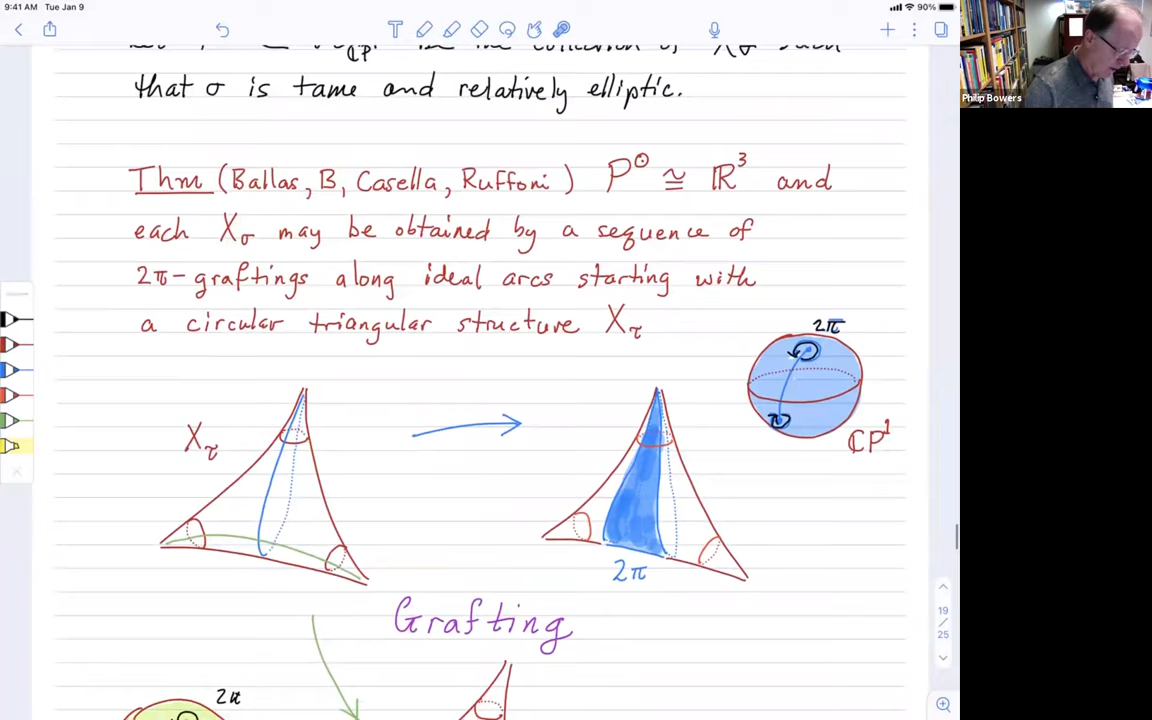 9:41 AM Tue Jan 9
90%
that σ is tame and relatively elliptic.
Thm (Ballas, B, Casella, Ruffoni) P^⊙ ≅ ℝ³ and
each X_σ may be obtained by a sequence of
2π-graftings along ideal arcs starting with
a circular triangular structure X_τ
2π
ℂP¹
X_τ
2π
Grafting
2π
19
/
25
Philip Bowers